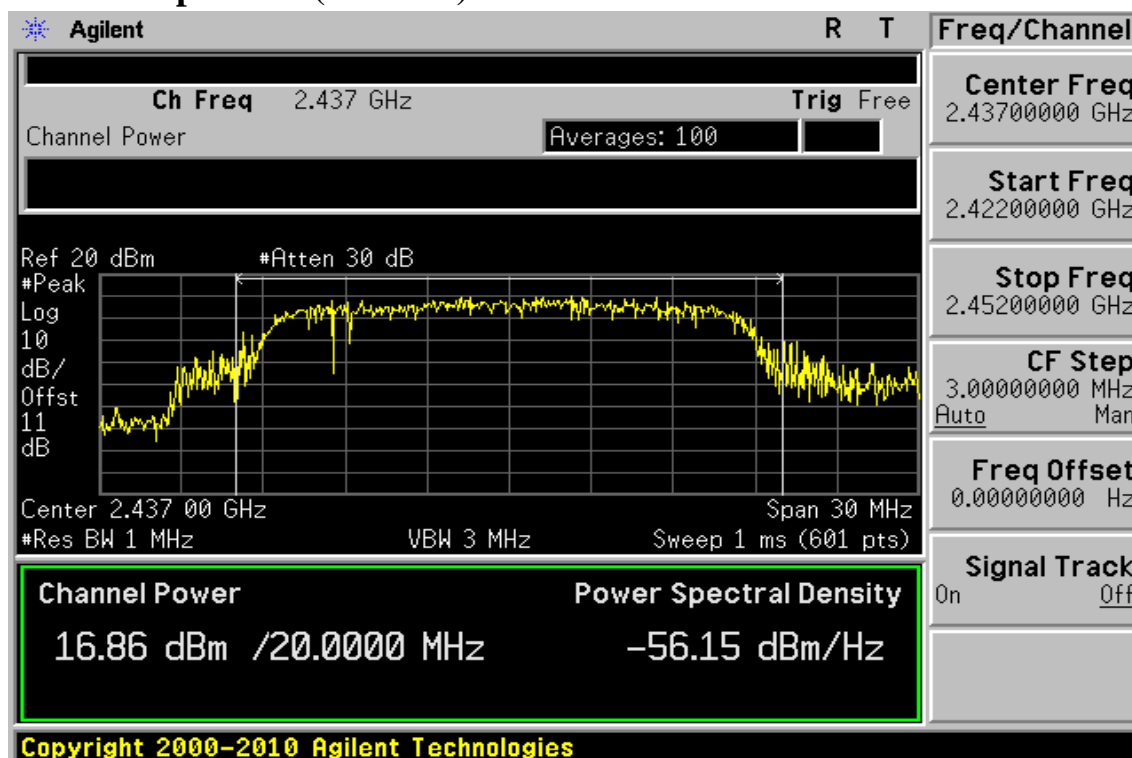 Agilent R T
Freq/Channel
Ch Freq 2.437 GHz Trig Free
Channel Power Averages: 100
Ref 20 dBm #Atten 30 dB
#Peak
Log
10
dB/
Offst
11
dB
Center 2.437 00 GHz Span 30 MHz
#Res BW 1 MHz VBW 3 MHz Sweep 1 ms (601 pts)
Channel Power Power Spectral Density
16.86 dBm /20.0000 MHz -56.15 dBm/Hz
Copyright 2000-2010 Agilent Technologies
Center Freq
2.43700000 GHz
Start Freq
2.42200000 GHz
Stop Freq
2.45200000 GHz
CF Step
3.00000000 MHz
Auto Man
Freq Offset
0.00000000 Hz
Signal Track
On Off